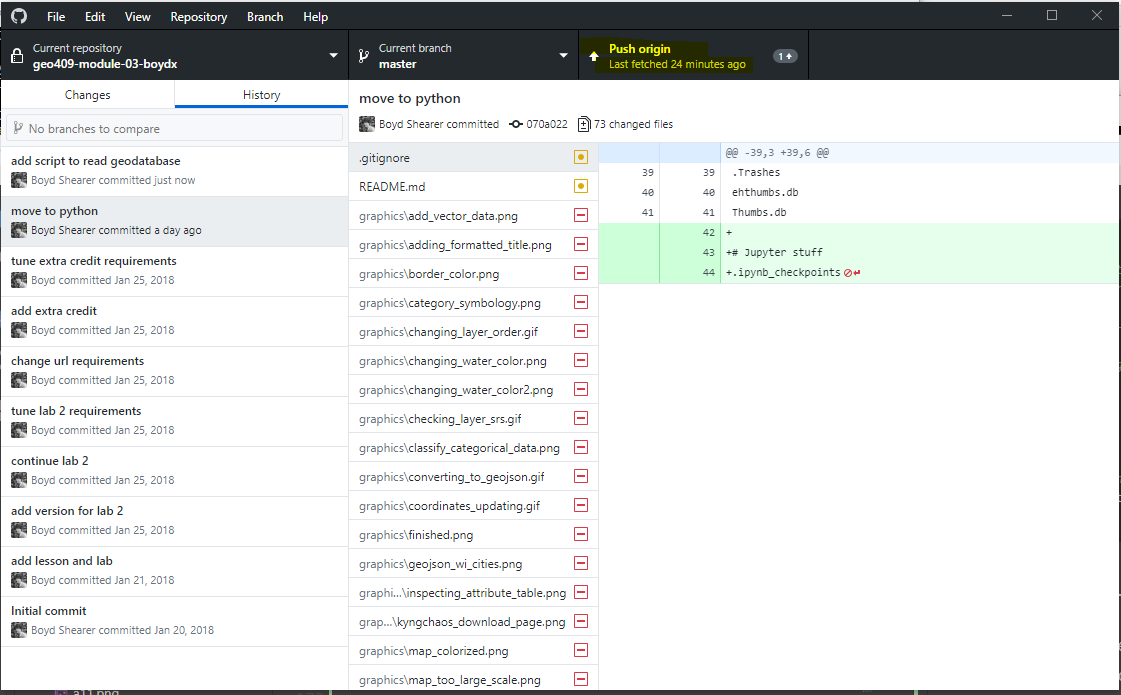 File Edit View Repository Branch Help
Current repository
geo409-module-03-boydx
Current branch
master
Push origin
Last fetched 24 minutes ago
1
Changes History
No branches to compare
add script to read geodatabase
Boyd Shearer committed just now
move to python
Boyd Shearer committed a day ago
tune extra credit requirements
Boyd committed Jan 25, 2018
add extra credit
Boyd committed Jan 25, 2018
change url requirements
Boyd committed Jan 25, 2018
tune lab 2 requirements
Boyd committed Jan 25, 2018
continue lab 2
Boyd committed Jan 25, 2018
add version for lab 2
Boyd committed Jan 25, 2018
add lesson and lab
Boyd committed Jan 21, 2018
Initial commit
Boyd Shearer committed Jan 20, 2018
move to python
Boyd Shearer committed 070a022 73 changed files
.gitignore
README.md
graphics\add_vector_data.png
graphics\adding_formatted_title.png
graphics\border_color.png
graphics\category_symbology.png
graphics\changing_layer_order.gif
graphics\changing_water_color.png
graphics\changing_water_color2.png
graphics\checking_layer_srs.gif
graphics\classify_categorical_data.png
graphics\converting_to_geojson.gif
graphics\coordinates_updating.gif
graphics\finished.png
graphics\geojson_wi_cities.png
graphi...\inspecting_attribute_table.png
grap...\kyngchaos_download_page.png
graphics\map_colorized.png
graphics\map_too_large_scale.png
@@ -39,3 +39,6 @@
39 39 .Trashes
40 40 ehthumbs.db
41 41 Thumbs.db
42 +
43 +# Jupyter stuff
44 +.ipynb_checkpoints
a11.png